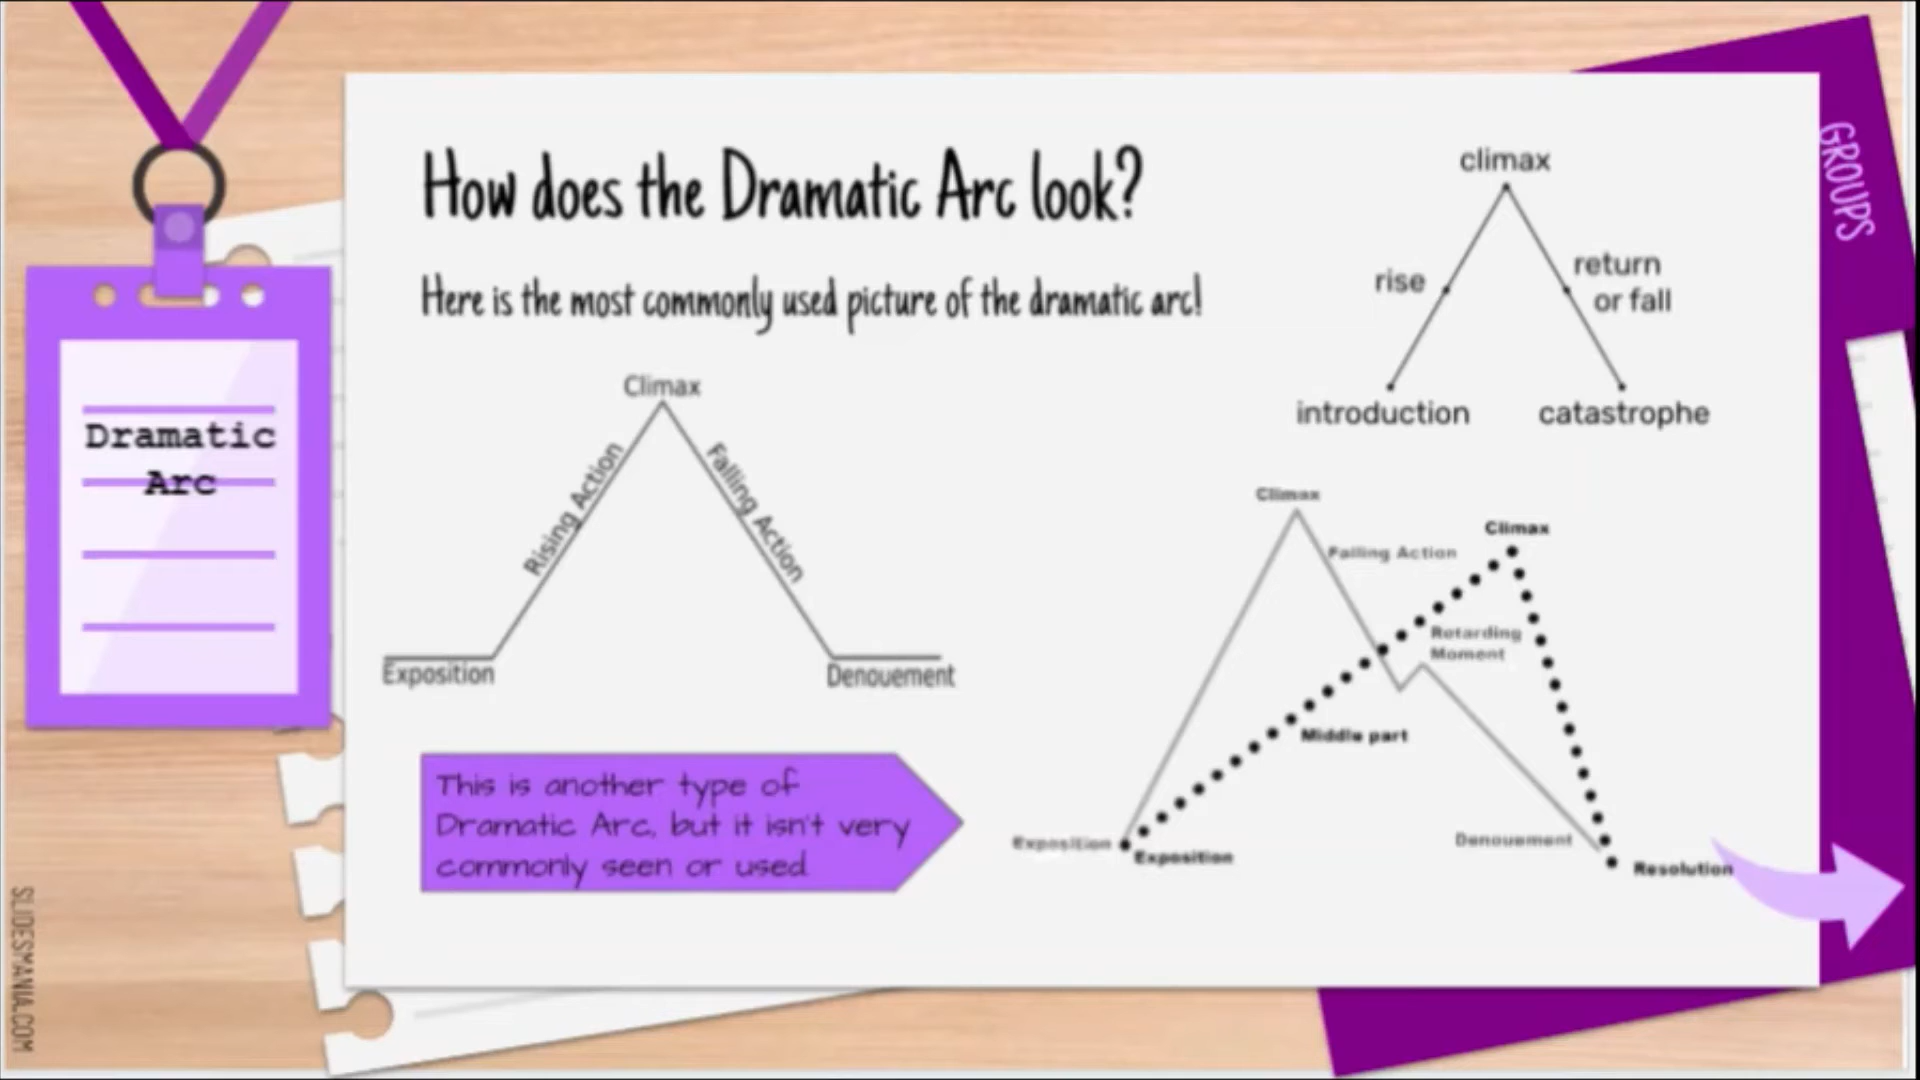 How does the Dramatic Arc look?
Here is the most commonly used picture of the dramatic arc!
Dramatic
Arc
Climax
Rising Action
Falling Action
Exposition
Denouement
climax
rise
return
or fall
introduction
catastrophe
This is another type of
Dramatic Arc, but it isn't very
commonly seen or used.
Climax
Climax
Falling Action
Retarding
Moment
Middle part
Exposition
Exposition
Denouement
Resolution
GROUPS
SLIDESMANIA.COM